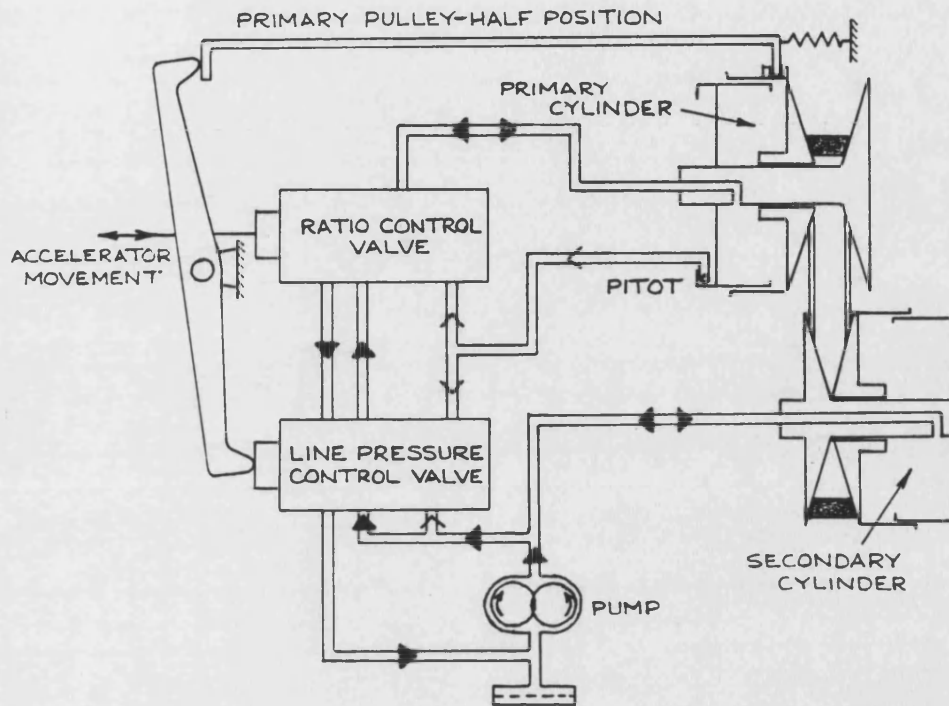 PRIMARY PULLEY-HALF POSITION
PRIMARY
CYLINDER
RATIO CONTROL
VALVE
ACCELERATOR
MOVEMENT
PITOT
LINE PRESSURE
CONTROL VALVE
SECONDARY
CYLINDER
PUMP